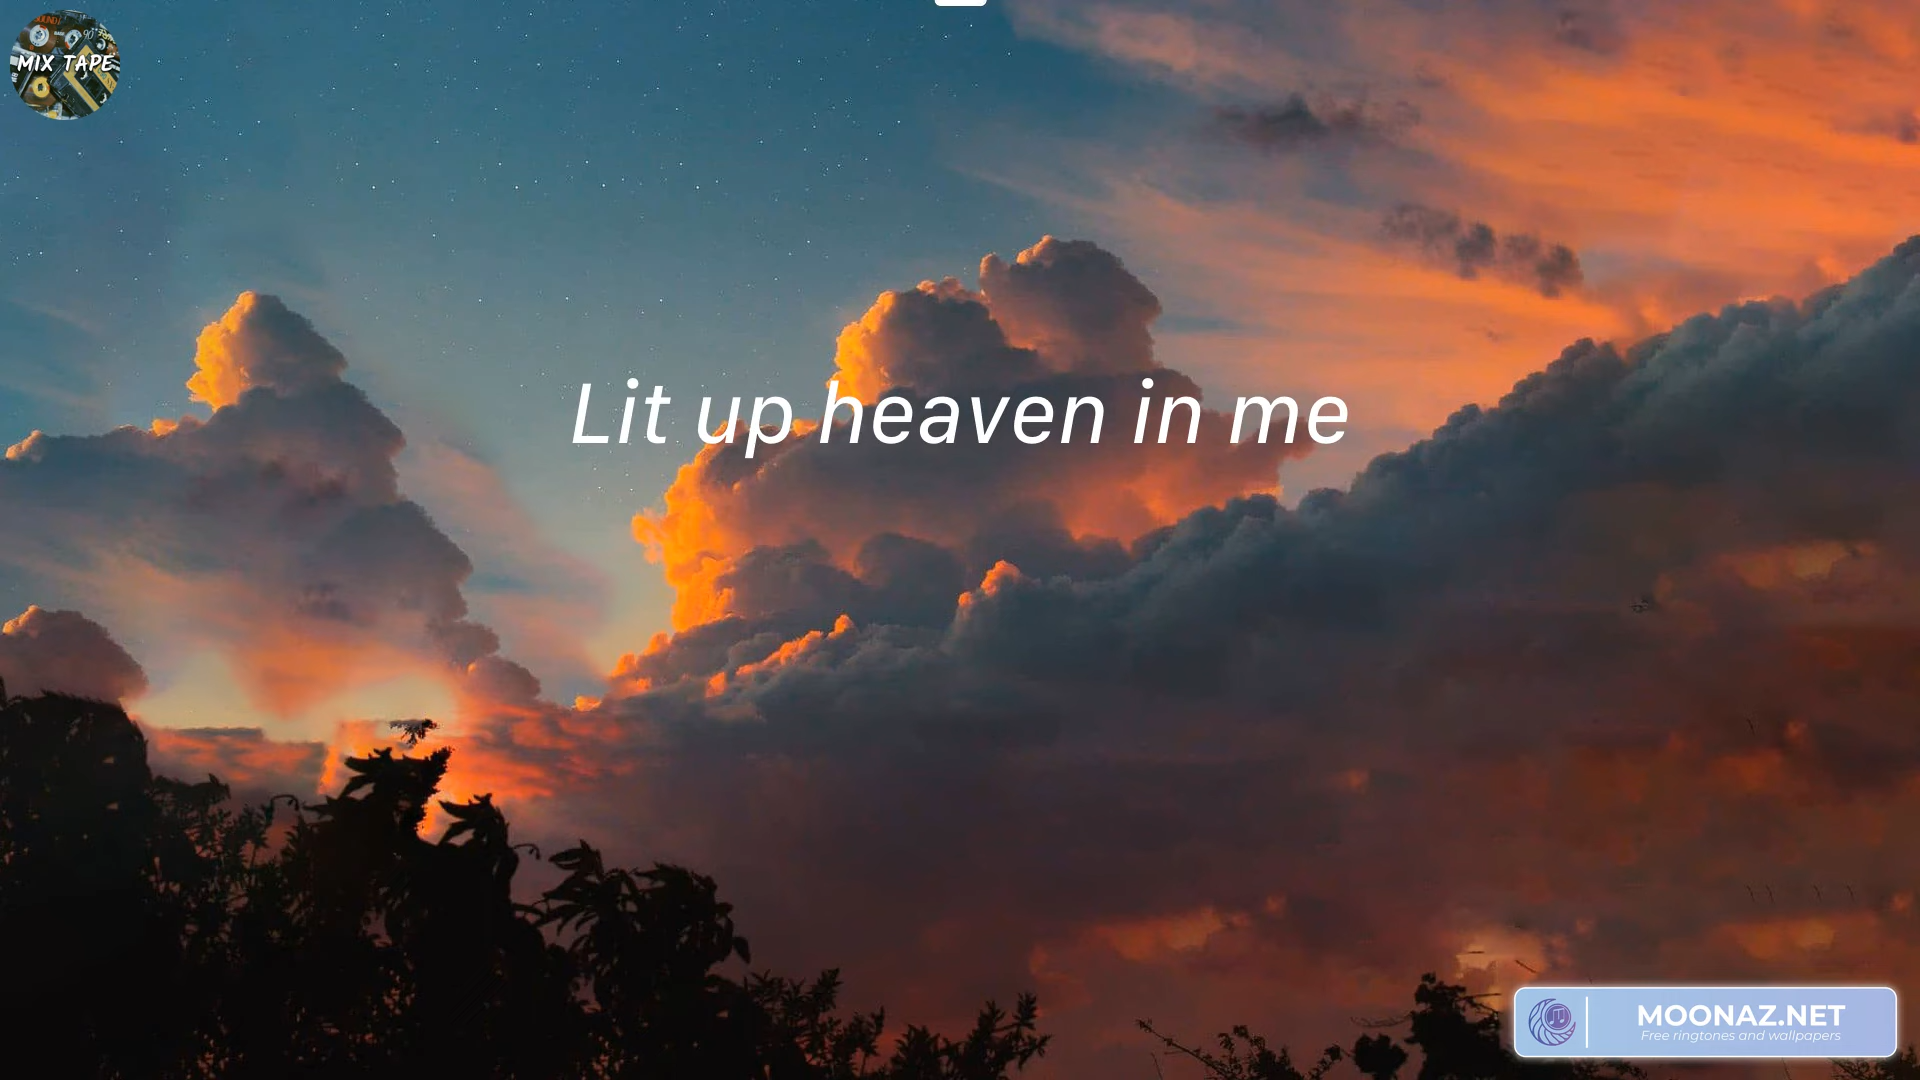 MIX TAPE
Lit up heaven in me
MOONAZ.NET
Free ringtones and wallpapers